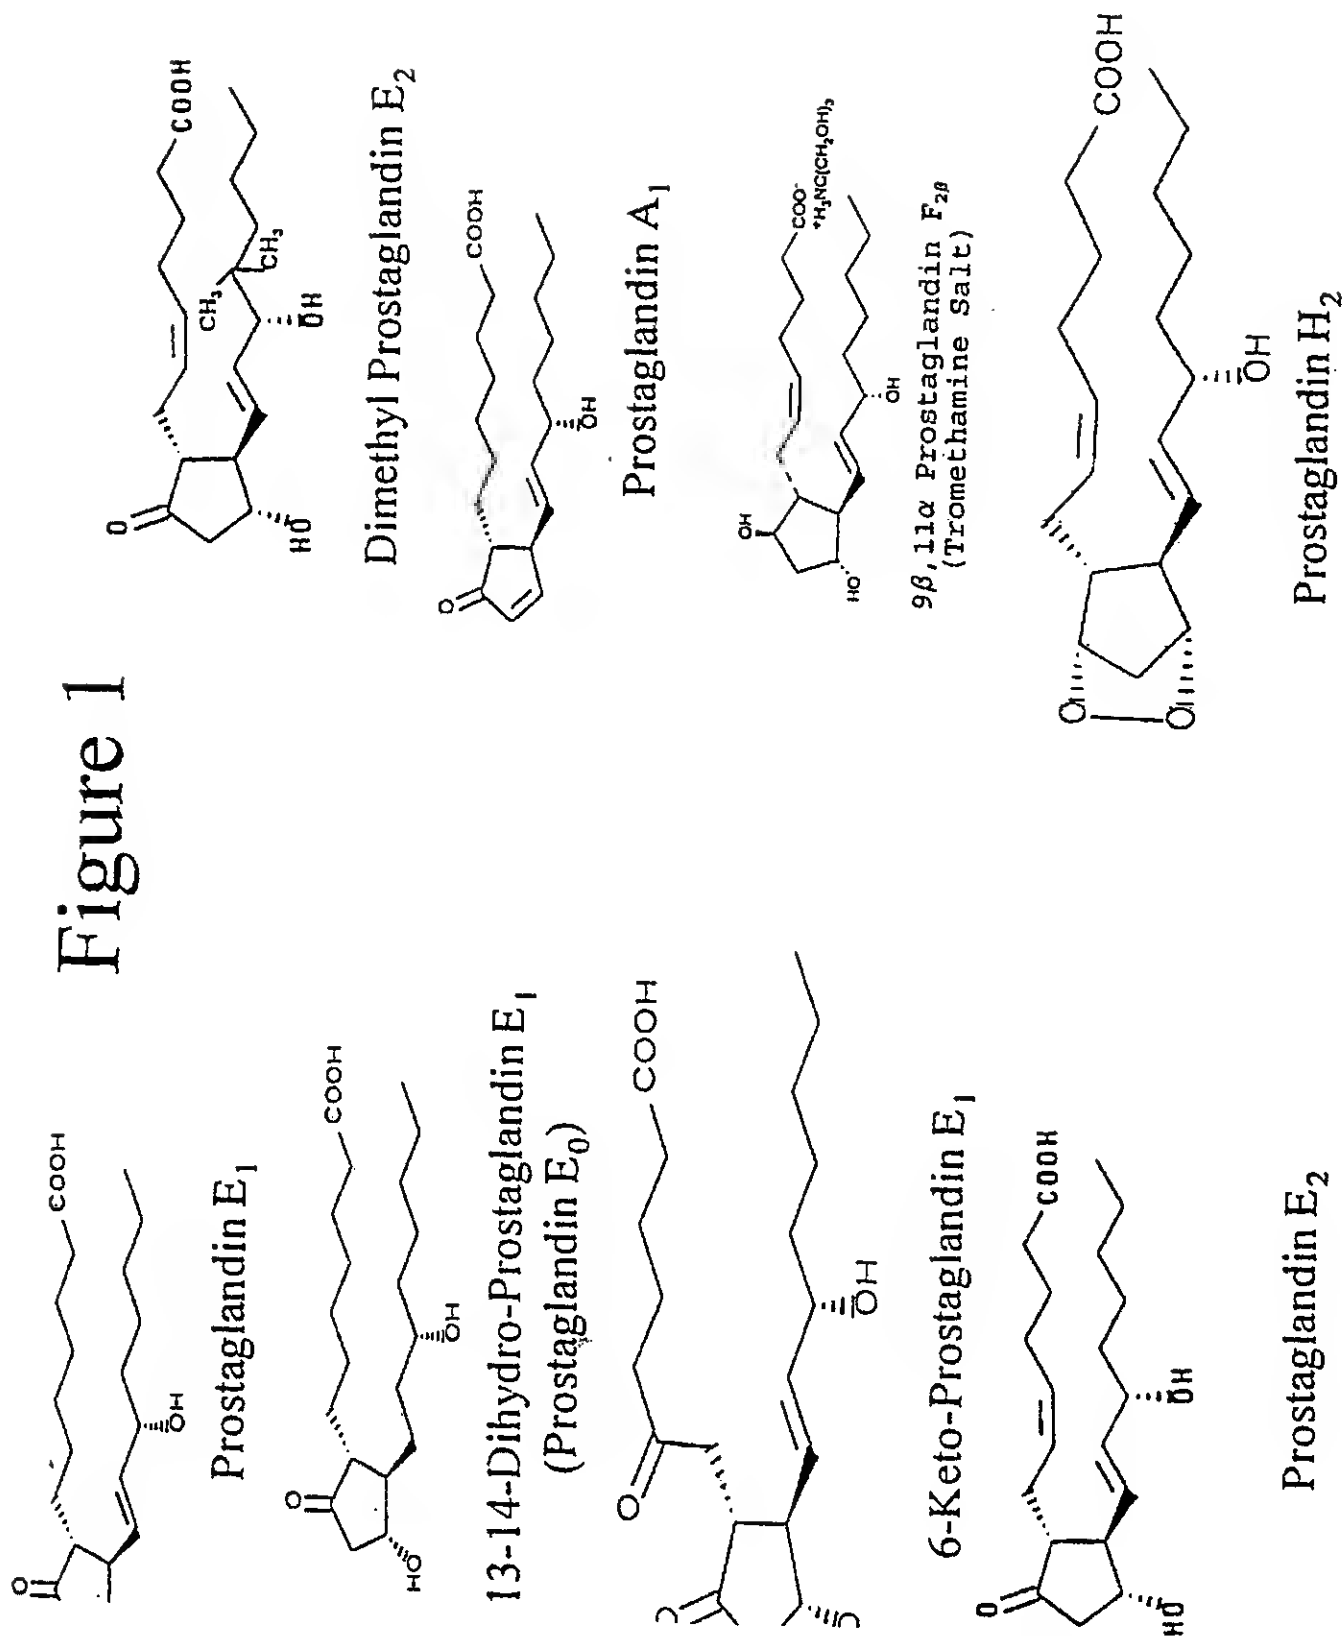 Figure 1
O
COOH
OH
Prostaglandin E1
O
COOH
HO
OH
13-14-Dihydro-Prostaglandin E1
(Prostaglandin E0)
O
COOH
OH
6-Keto-Prostaglandin E1
O
COOH
HO
OH
Prostaglandin E2
O
COOH
CH3
CH3
HO
OH
Dimethyl Prostaglandin E2
O
COOH
OH
Prostaglandin A1
OH
COO-
+H3NC(CH2OH)3
HO
OH
9β,11α Prostaglandin F2β
(Tromethamine Salt)
O
O
COOH
OH
Prostaglandin H2